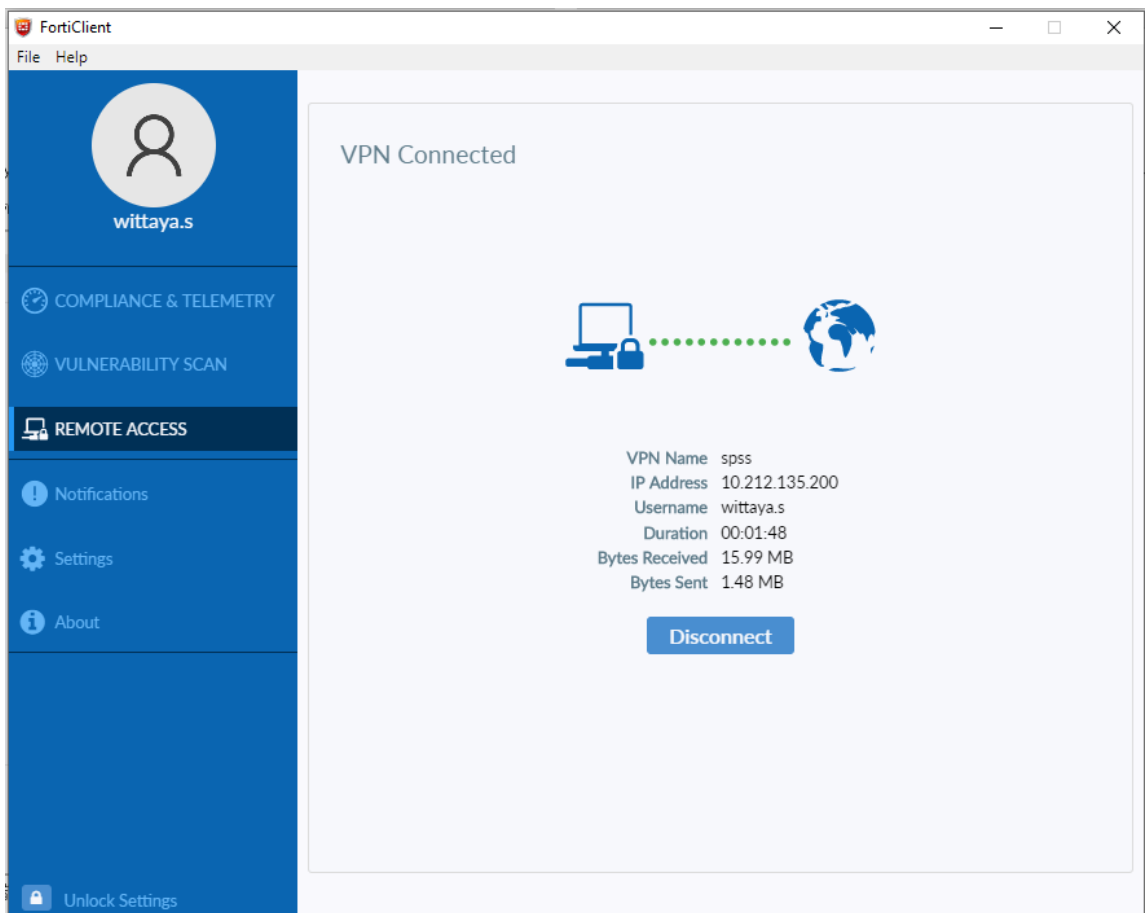 FortiClient
File Help
wittaya.s
COMPLIANCE & TELEMETRY
VULNERABILITY SCAN
REMOTE ACCESS
Notifications
Settings
About
Unlock Settings
VPN Connected
VPN Name spss
IP Address 10.212.135.200
Username wittaya.s
Duration 00:01:48
Bytes Received 15.99 MB
Bytes Sent 1.48 MB
Disconnect